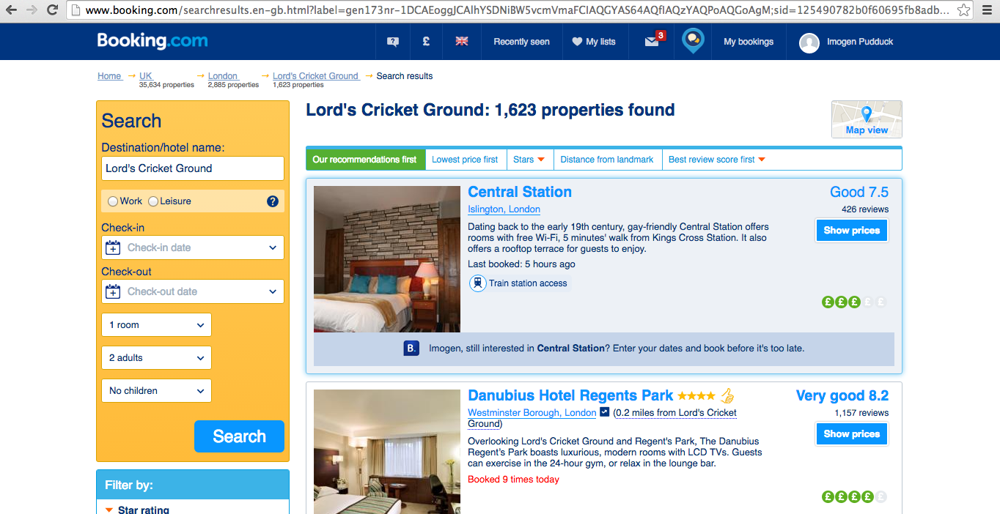 www.booking.com/searchresults.en-gb.html?label=gen173nr-1DCAEoggJCAlhYSDNiBW5vcmVmaFCIAQGYAS64AQfIAQzYAQPoAQGoAgM;sid=125490782b0f60695fb8adb...
Booking.com
£
Recently seen
My lists
3
My bookings
Imogen Pudduck
Home → UK → London → Lord's Cricket Ground → Search results
35,634 properties 2,885 properties 1,623 properties
Search
Destination/hotel name:
Lord's Cricket Ground
Work Leisure ?
Check-in
Check-in date
Check-out
Check-out date
1 room
2 adults
No children
Search
Filter by:
Star rating
Lord's Cricket Ground: 1,623 properties found
Map view
Our recommendations first Lowest price first Stars Distance from landmark Best review score first
Central Station
Good 7.5
Islington, London
426 reviews
Show prices
Dating back to the early 19th century, gay-friendly Central Station offers
rooms with free Wi-Fi, 5 minutes' walk from Kings Cross Station. It also
offers a rooftop terrace for guests to enjoy.
Last booked: 5 hours ago
Train station access
£ £ £ £ £
B. Imogen, still interested in Central Station? Enter your dates and book before it's too late.
Danubius Hotel Regents Park
Very good 8.2
Westminster Borough, London (0.2 miles from Lord's Cricket
Ground)
1,157 reviews
Show prices
Overlooking Lord's Cricket Ground and Regent's Park, The Danubius
Regent's Park boasts luxurious, modern rooms with LCD TVs. Guests
can exercise in the 24-hour gym, or relax in the lounge bar.
Booked 9 times today
£ £ £ £ £